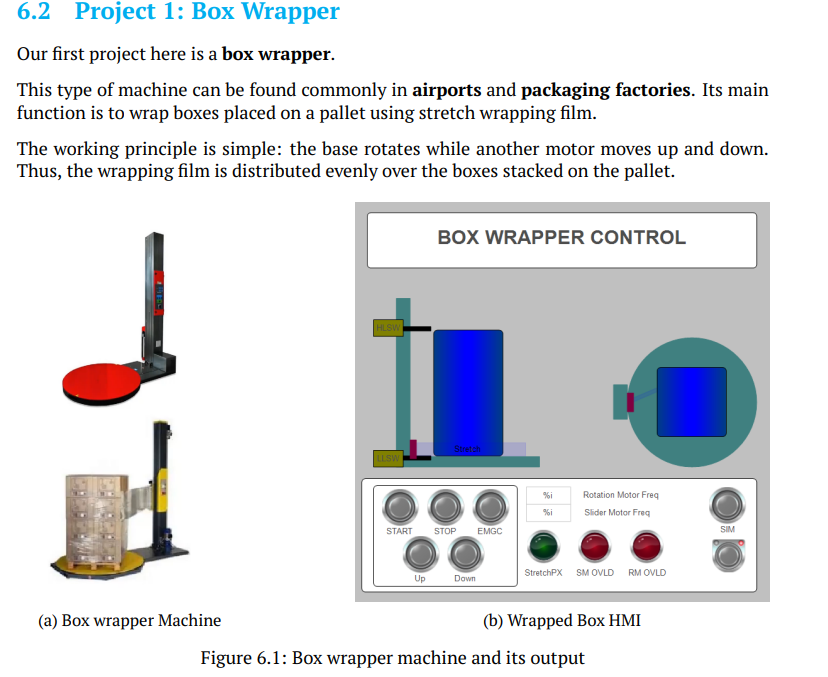 6.2 Project 1: Box Wrapper
Our first project here is a box wrapper.
This type of machine can be found commonly in airports and packaging factories. Its main
function is to wrap boxes placed on a pallet using stretch wrapping film.
The working principle is simple: the base rotates while another motor moves up and down.
Thus, the wrapping film is distributed evenly over the boxes stacked on the pallet.
BOX WRAPPER CONTROL
HLSW
Stretch
LLSW
%i Rotation Motor Freq
%i Slider Motor Freq
START STOP EMGC
SIM
Up Down
StretchPX SM OVLD RM OVLD
(a) Box wrapper Machine
(b) Wrapped Box HMI
Figure 6.1: Box wrapper machine and its output